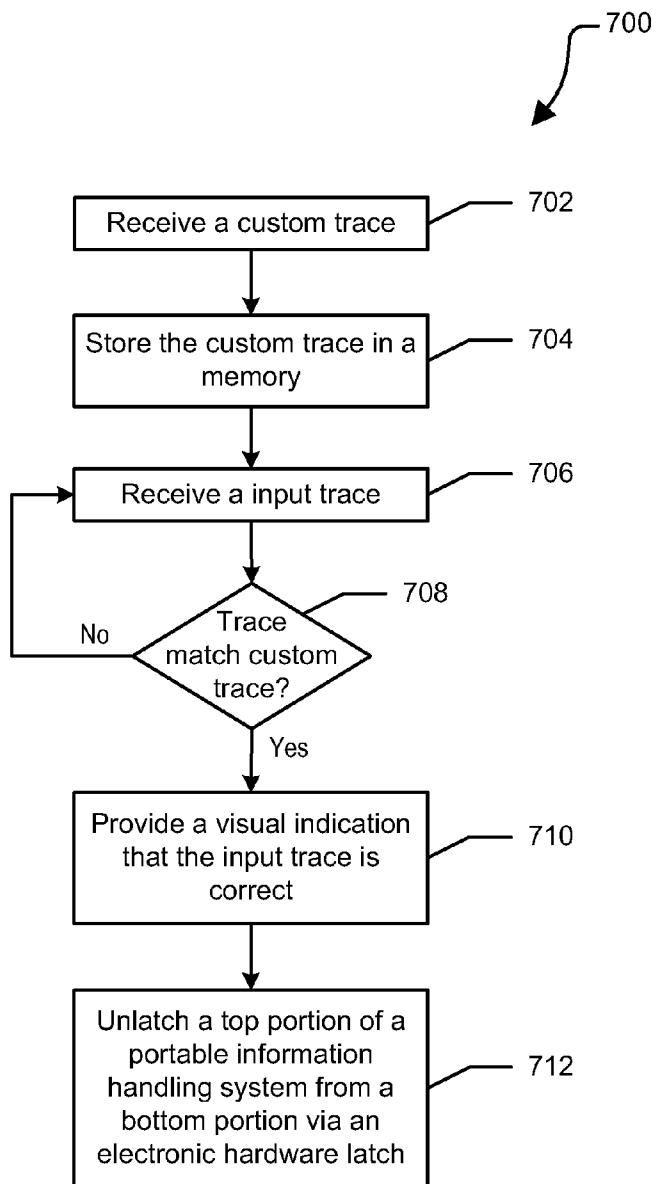 700
Receive a custom trace
702
Store the custom trace in a
memory
704
Receive a input trace
706
Trace
match custom
trace?
708
No
Yes
Provide a visual indication
that the input trace is
correct
710
Unlatch a top portion of a
portable information
handling system from a
bottom portion via an
electronic hardware latch
712